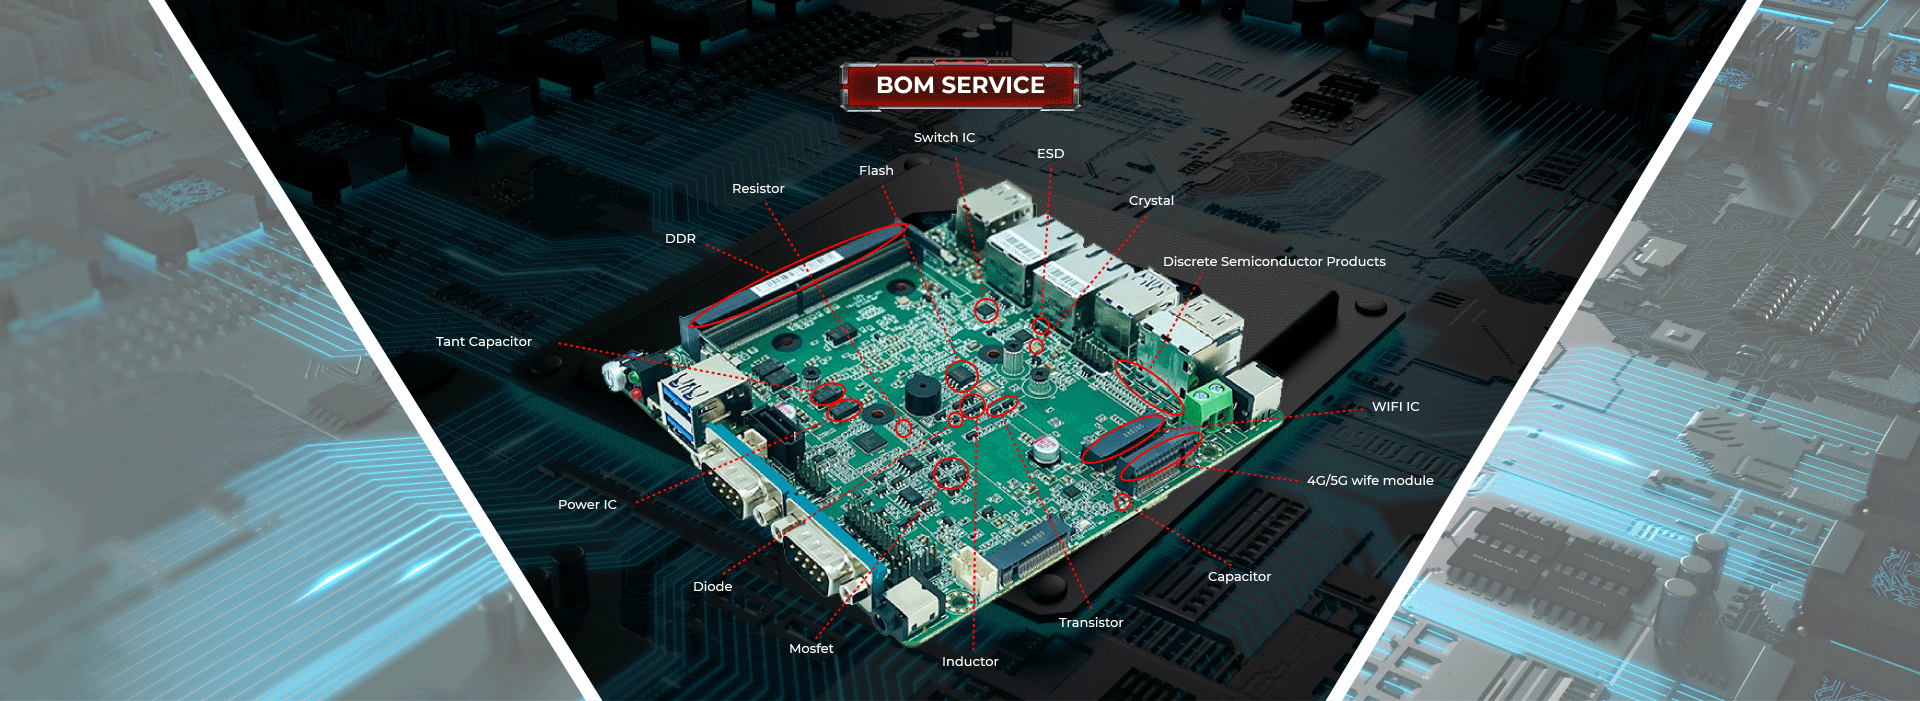 BOM SERVICE
Switch IC
ESD
Flash
Resistor
Crystal
DDR
Discrete Semiconductor Products
Tant Capacitor
WIFI IC
4G/5G wife module
Power IC
Capacitor
Diode
Transistor
Mosfet
Inductor